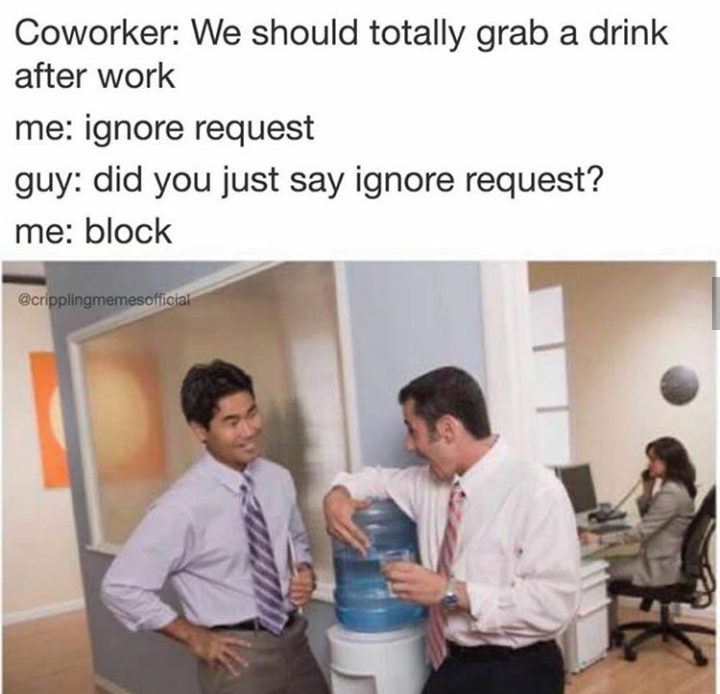 Coworker: We should totally grab a drink
after work
me: ignore request
guy: did you just say ignore request?
me: block
@cripplingmemesofficial